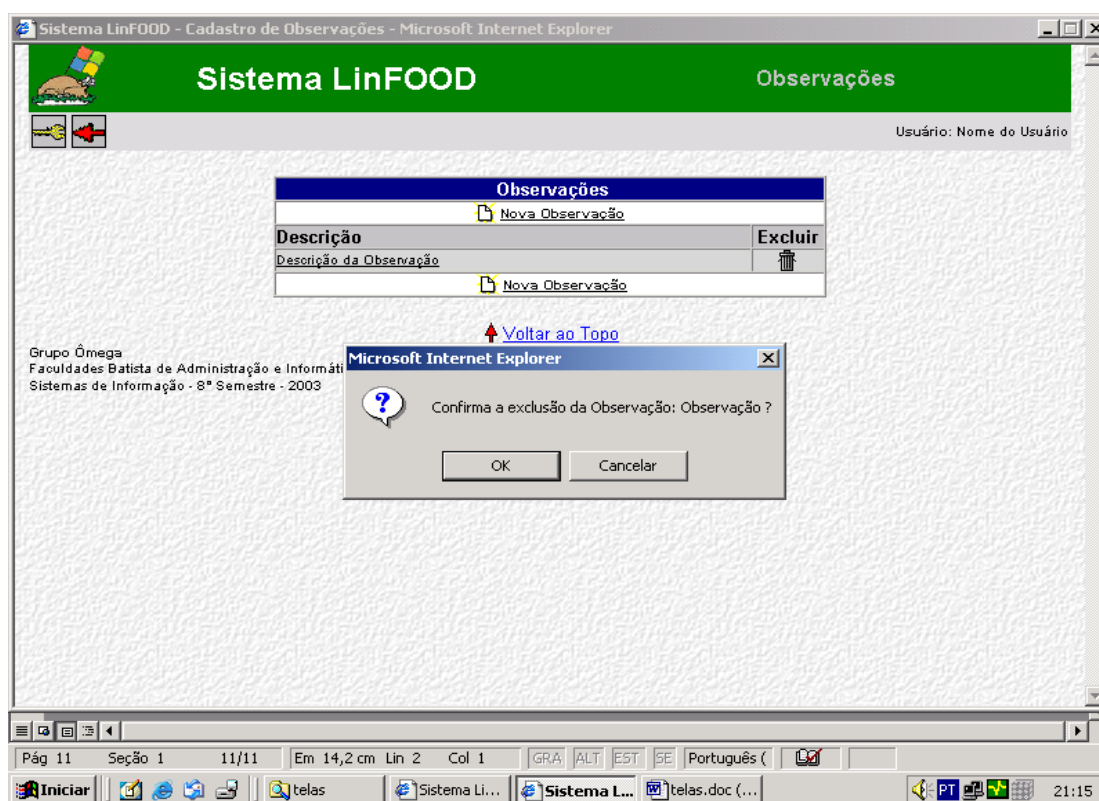 Sistema LinFOOD - Cadastro de Observações - Microsoft Internet Explorer
Sistema LinFOOD
Observações
Usuário: Nome do Usuário
Observações
Nova Observação
Descrição Excluir
Descrição da Observação
Nova Observação
Voltar ao Topo
Grupo Ômega
Faculdades Batista de Administração e Informáti
Sistemas de Informação - 8º Semestre - 2003
Microsoft Internet Explorer
Confirma a exclusão da Observação: Observação ?
OK Cancelar
Pág 11 Seção 1 11/11 Em 14,2 cm Lin 2 Col 1 GRA ALT EST SE Português (
Iniciar telas Sistema Li... Sistema L... telas.doc (... PT 21:15